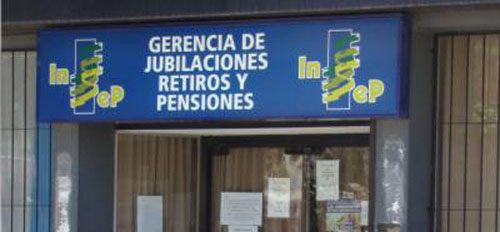 GERENCIA DE
JUBILACIONES
RETIROS Y
PENSIONES
In eP
In eP